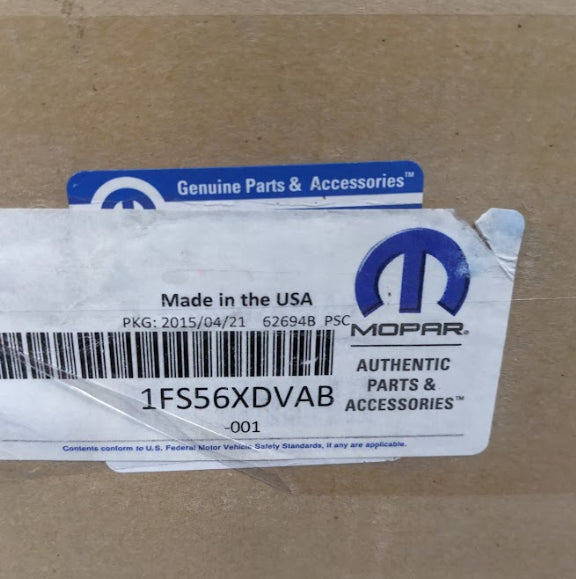 Genuine Parts & Accessories™
Made in the USA
PKG: 2015/04/21 62694B PSC
MOPAR®
1FS56XDVAB
-001
AUTHENTIC
PARTS &
ACCESSORIES™
Contents conform to U.S. Federal Motor Vehicle Safety Standards, if any are applicable.